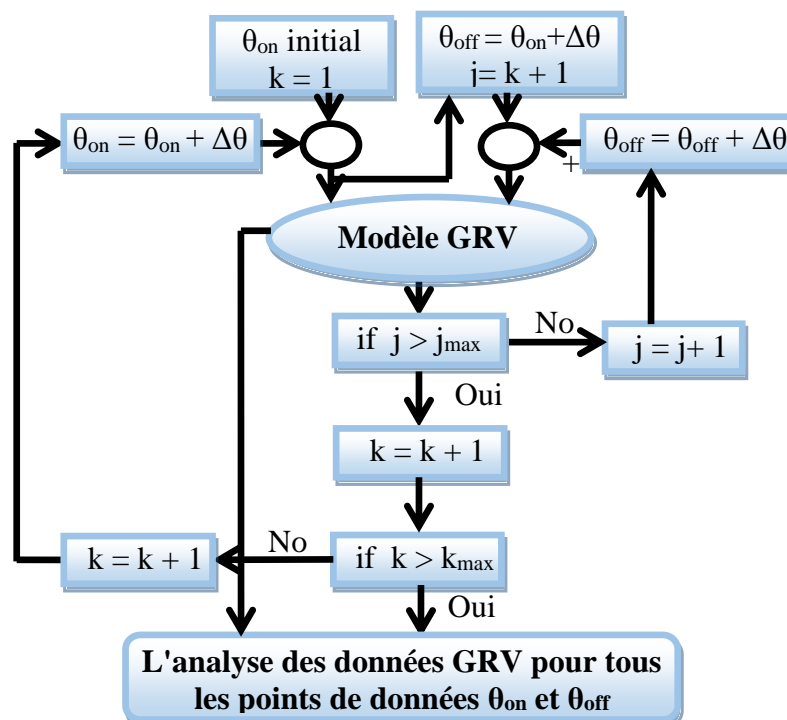 θon initial
k = 1
θoff = θon+Δθ
j= k + 1
θon = θon + Δθ
θoff = θoff + Δθ
+
Modèle GRV
if j > jmax
No
j = j+ 1
Oui
k = k + 1
k = k + 1
No
if k > kmax
Oui
L'analyse des données GRV pour tous
les points de données θon et θoff